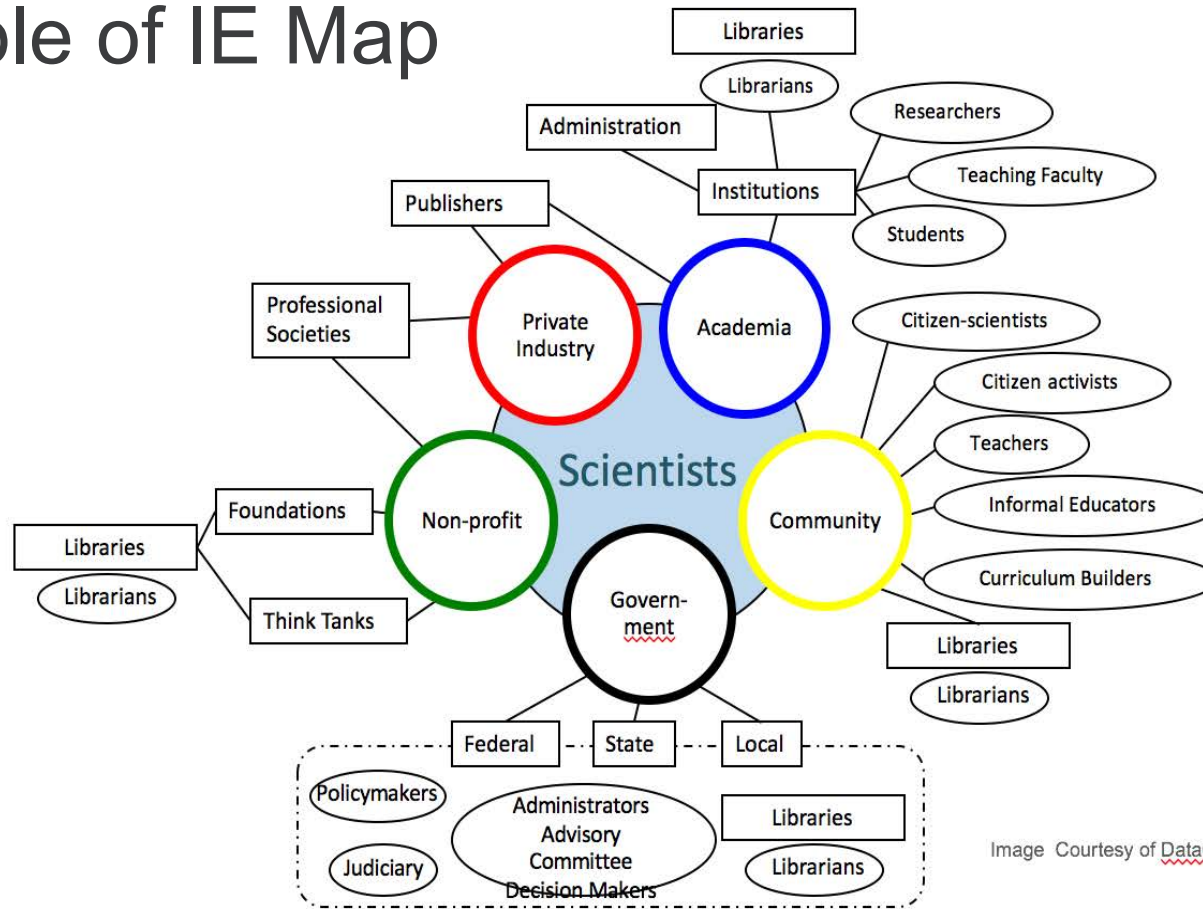 ole of IE Map
Libraries
Librarians
Administration
Researchers
Institutions
Teaching Faculty
Publishers
Students
Professional
Societies
Private
Industry
Academia
Citizen-scientists
Citizen activists
Teachers
Scientists
Foundations
Non-profit
Community
Informal Educators
Libraries
Librarians
Curriculum Builders
Think Tanks
Govern-
ment
Libraries
Librarians
Federal
State
Local
Policymakers
Administrators
Advisory
Committee
Decision Makers
Libraries
Librarians
Judiciary
Image Courtesy of Data